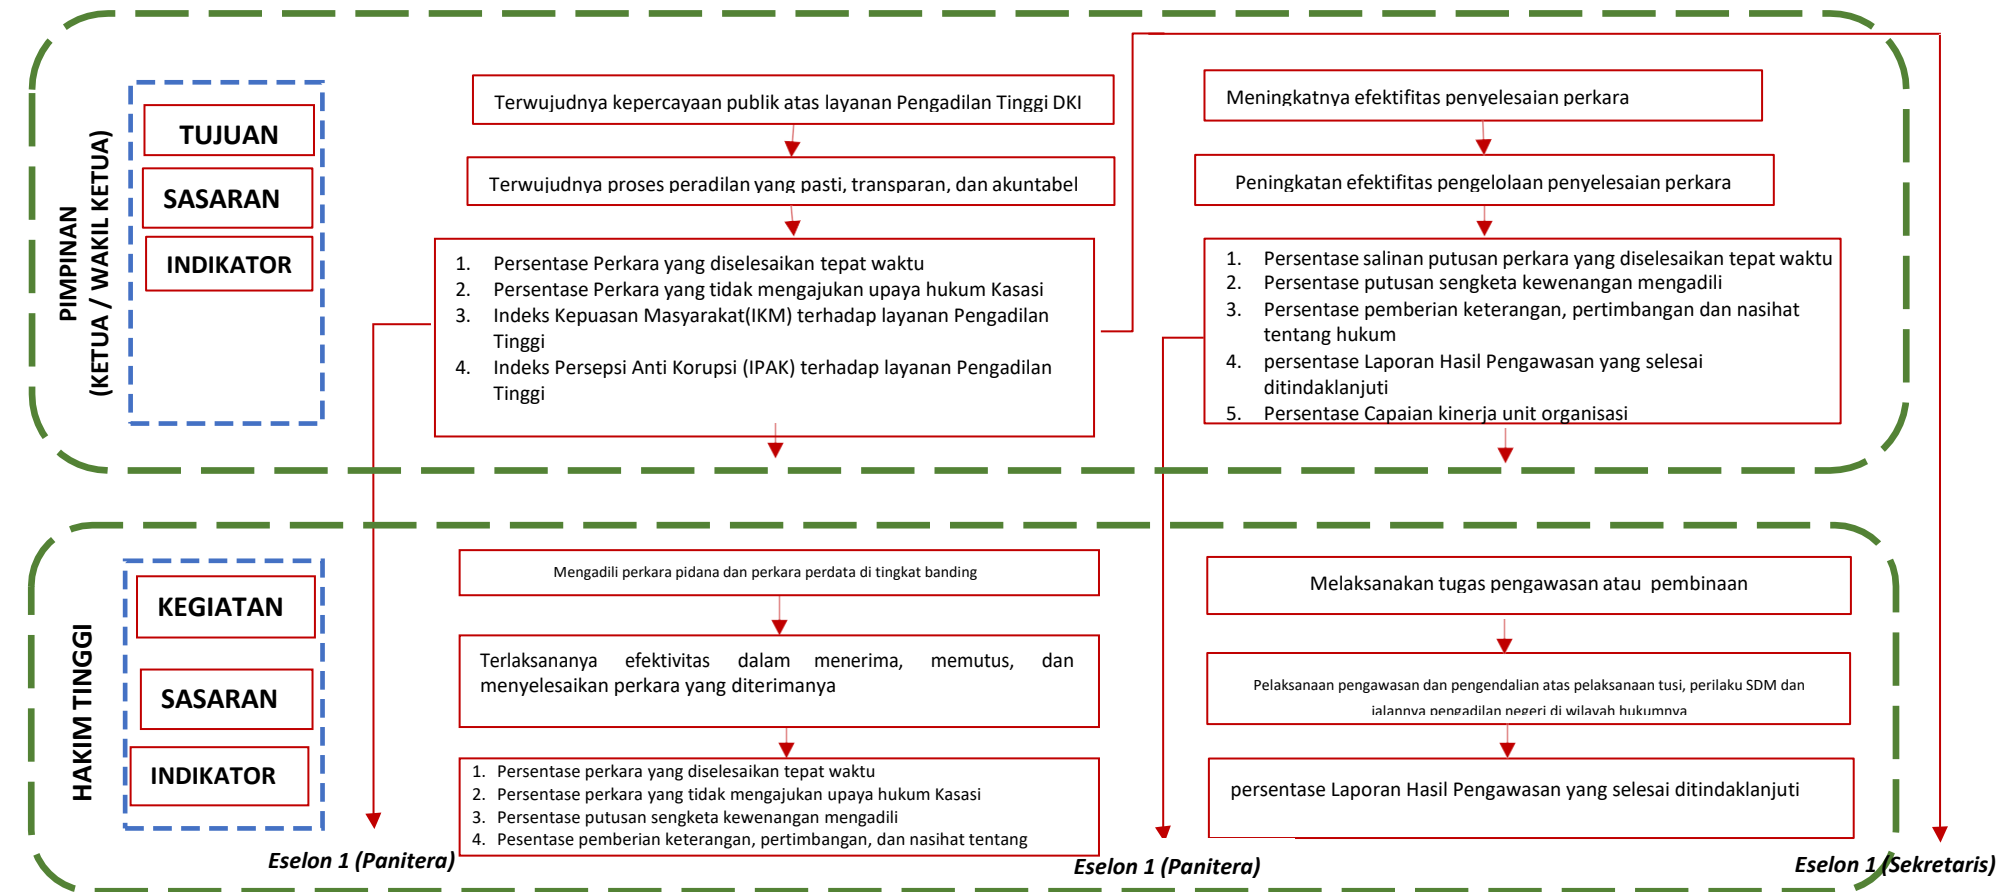 PIMPINAN
(KETUA / WAKIL KETUA)
TUJUAN
SASARAN
INDIKATOR
Terwujudnya kepercayaan publik atas layanan Pengadilan Tinggi DKI
Terwujudnya proses peradilan yang pasti, transparan, dan akuntabel
1. Persentase Perkara yang diselesaikan tepat waktu
2. Persentase Perkara yang tidak mengajukan upaya hukum Kasasi
3. Indeks Kepuasan Masyarakat(IKM) terhadap layanan Pengadilan
Tinggi
4. Indeks Persepsi Anti Korupsi (IPAK) terhadap layanan Pengadilan
Tinggi
Meningkatnya efektifitas penyelesaian perkara
Peningkatan efektifitas pengelolaan penyelesaian perkara
1. Persentase salinan putusan perkara yang diselesaikan tepat waktu
2. Persentase putusan sengketa kewenangan mengadili
3. Persentase pemberian keterangan, pertimbangan dan nasihat
tentang hukum
4. persentase Laporan Hasil Pengawasan yang selesai
ditindaklanjuti
5. Persentase Capaian kinerja unit organisasi
HAKIM TINGGI
KEGIATAN
SASARAN
INDIKATOR
Mengadili perkara pidana dan perkara perdata di tingkat banding
Terlaksananya efektivitas dalam menerima, memutus, dan
menyelesaikan perkara yang diterimanya
1. Persentase perkara yang diselesaikan tepat waktu
2. Persentase perkara yang tidak mengajukan upaya hukum Kasasi
3. Persentase putusan sengketa kewenangan mengadili
4. Pesentase pemberian keterangan, pertimbangan, dan nasihat tentang
Melaksanakan tugas pengawasan atau pembinaan
Pelaksanaan pengawasan dan pengendalian atas pelaksanaan tusi, perilaku SDM dan
jalannya pengadilan negeri di wilayah hukumnya
persentase Laporan Hasil Pengawasan yang selesai ditindaklanjuti
Eselon 1 (Panitera)
Eselon 1 (Panitera)
Eselon 1 (Sekretaris)